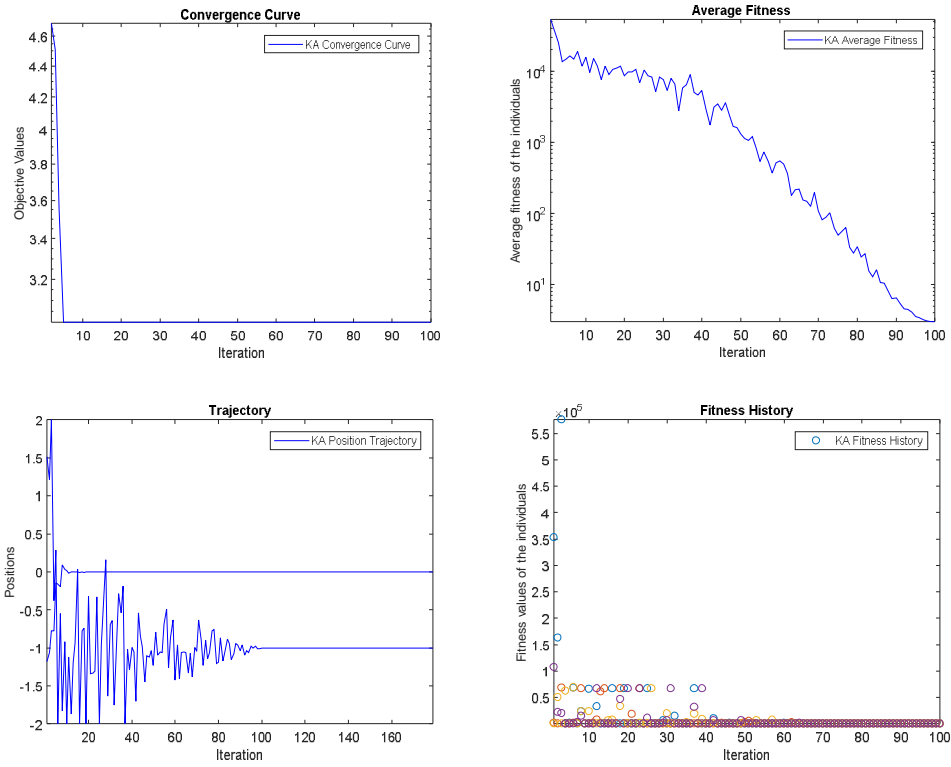 Convergence Curve
KA Convergence Curve
4.6
4.4
4.2
4
3.8
3.6
3.4
3.2
Objective Values
10 20 30 40 50 60 70 80 90 100
Iteration
Average Fitness
KA Average Fitness
10^4
10^3
10^2
10^1
Average fitness of the individuals
10 20 30 40 50 60 70 80 90 100
Iteration
Trajectory
KA Position Trajectory
2
1.5
1
0.5
0
-0.5
-1
-1.5
-2
Positions
20 40 60 80 100 120 140 160
Iteration
Fitness History
×10^5
KA Fitness History
5.5
5
4.5
4
3.5
3
2.5
2
1.5
1
0.5
Fitness values of the individuals
10 20 30 40 50 60 70 80 90 100
Iteration